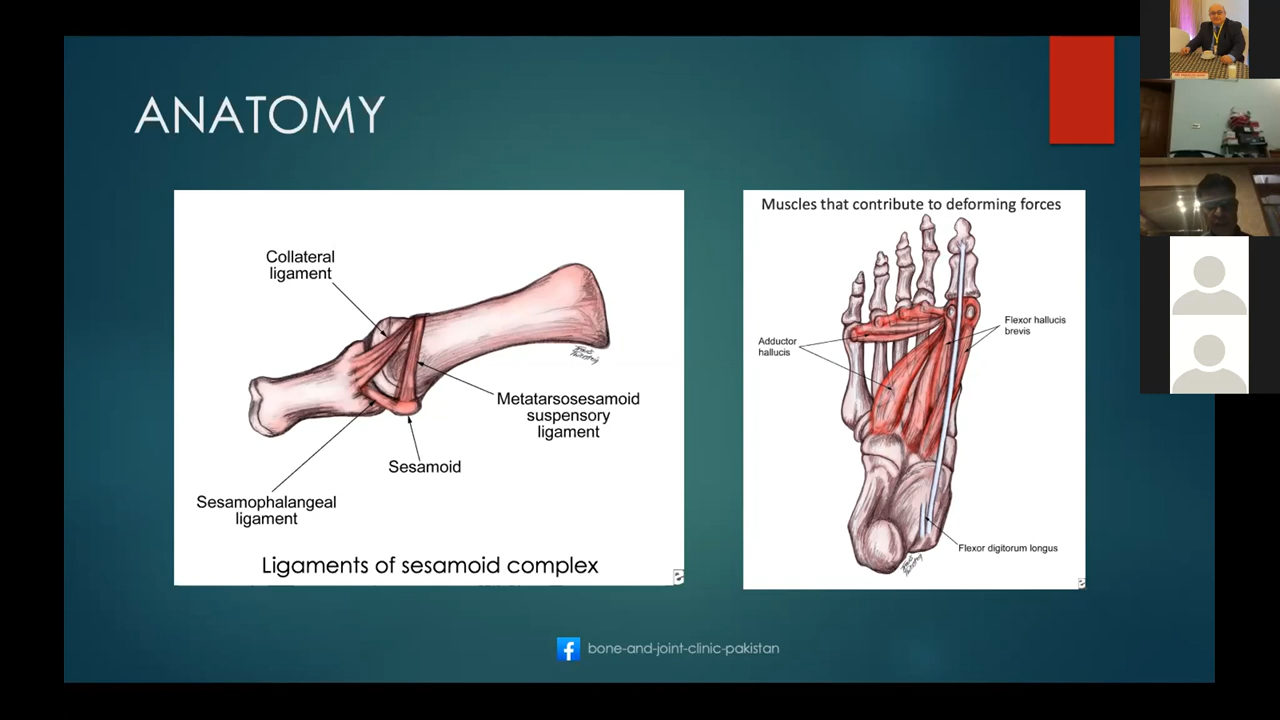 ANATOMY
Collateral
ligament
Metatarsosesamoid
suspensory
ligament
Sesamoid
Sesamophalangeal
ligament
Ligaments of sesamoid complex
Muscles that contribute to deforming forces
Flexor hallucis
brevis
Adductor
hallucis
Flexor digitorum longus
bone-and-joint-clinic-pakistan